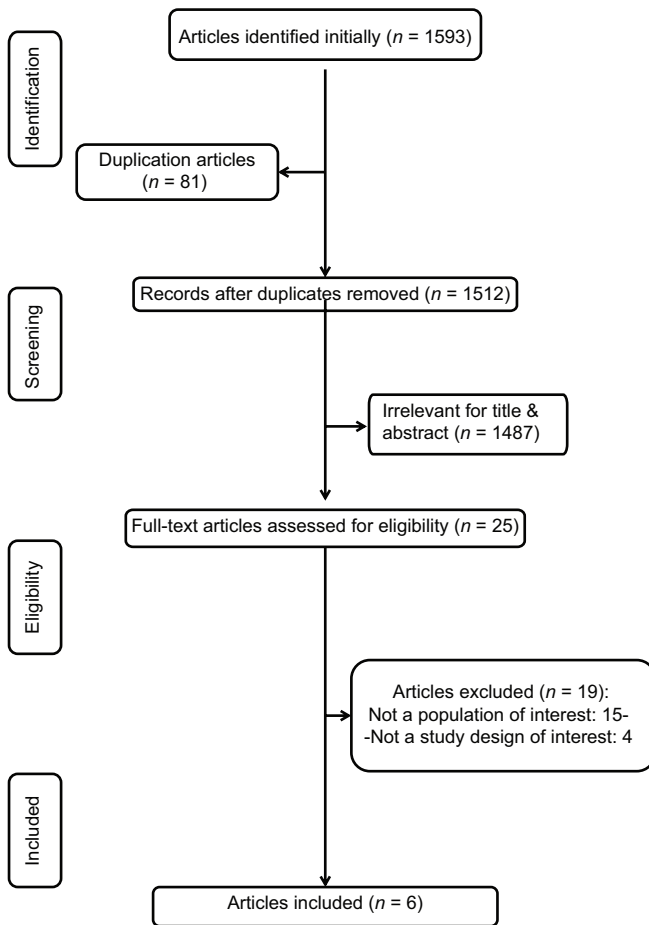 Identification
Articles identified initially (n = 1593)
Duplication articles
(n = 81)
Screening
Records after duplicates removed (n = 1512)
Irrelevant for title &
abstract (n = 1487)
Eligibility
Full-text articles assessed for eligibility (n = 25)
Articles excluded (n = 19):
Not a population of interest: 15-
-Not a study design of interest: 4
Included
Articles included (n = 6)